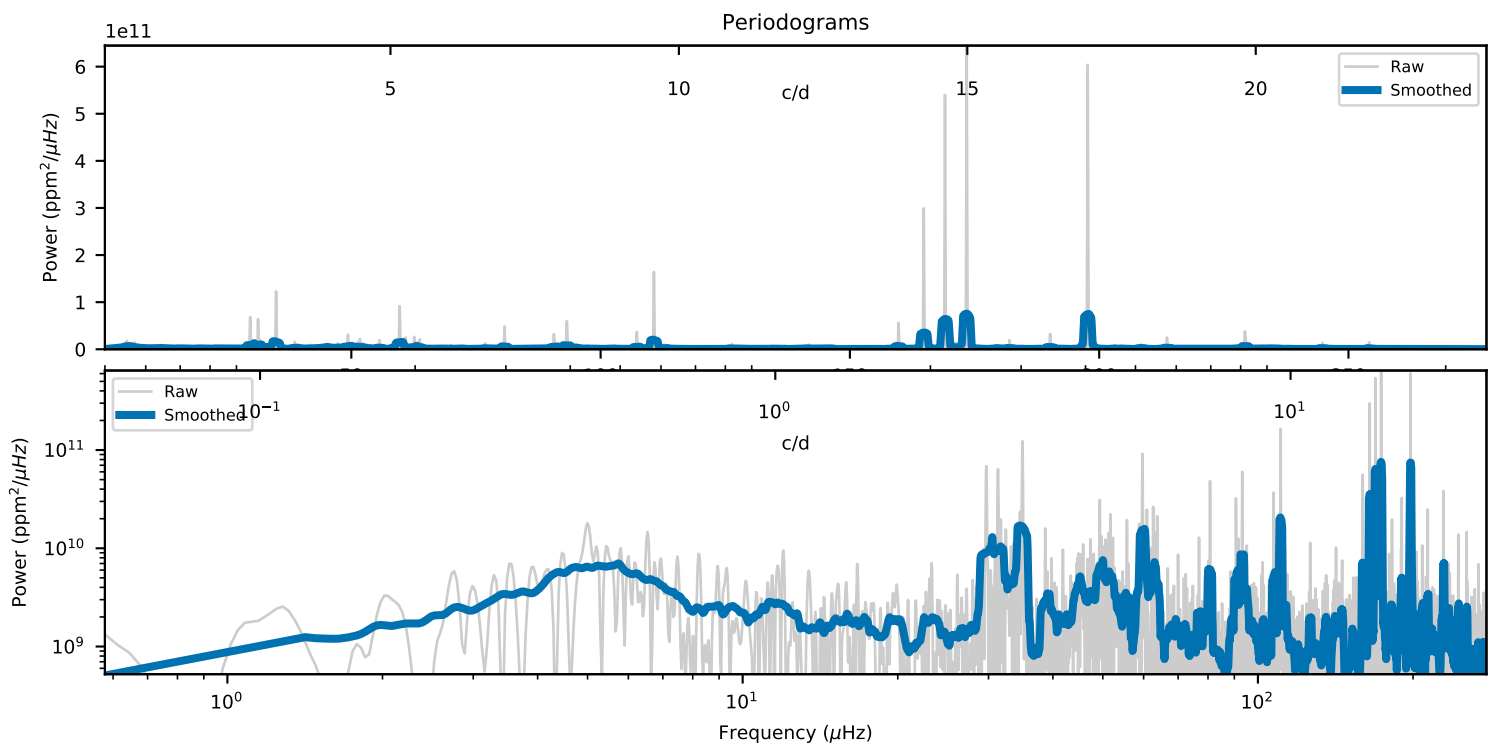 Periodograms
1e11
6
5
4
3
2
1
0
Power (ppm²/μHz)
5
10
15
20
c/d
Raw
Smoothed
Raw
Smoothed
10⁻¹
10⁰
10¹
c/d
10¹¹
10¹⁰
10⁹
Power (ppm²/μHz)
10⁰
10¹
10²
Frequency (μHz)